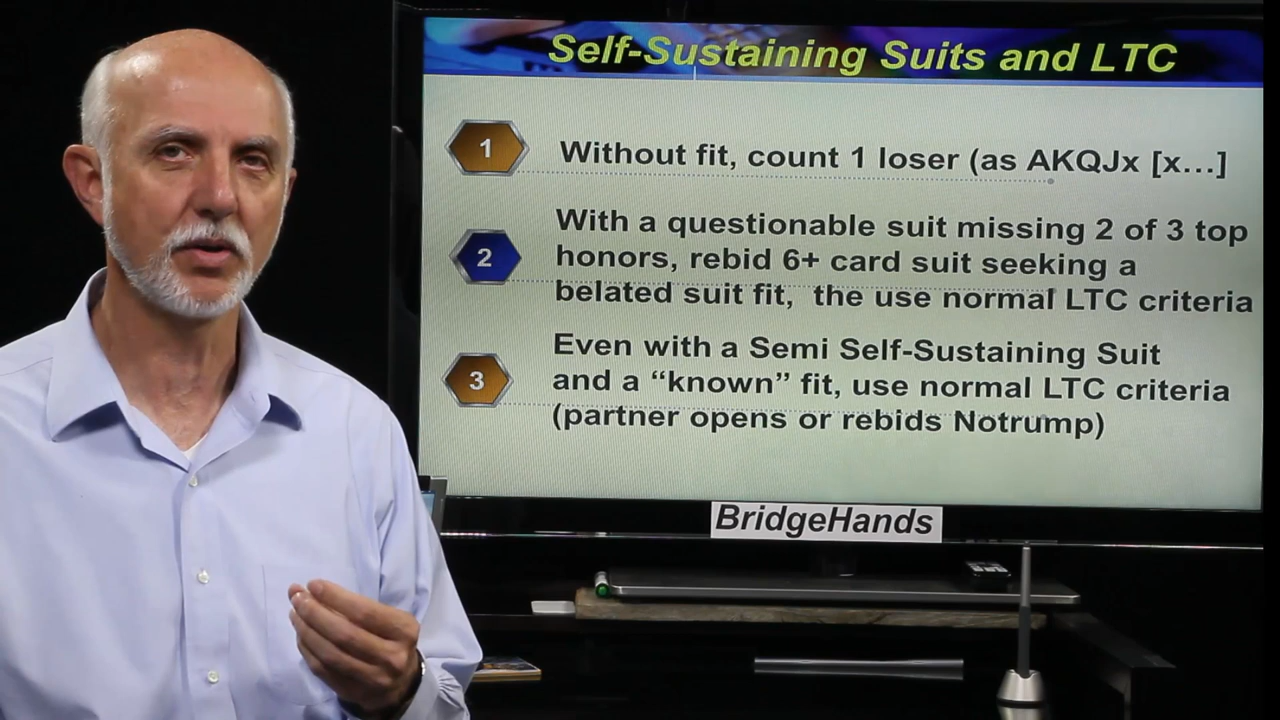 Self-Sustaining Suits and LTC
1
Without fit, count 1 loser (as AKQJx [x...]
2
With a questionable suit missing 2 of 3 top
honors, rebid 6+ card suit seeking a
belated suit fit, the use normal LTC criteria
3
Even with a Semi Self-Sustaining Suit
and a “known” fit, use normal LTC criteria
(partner opens or rebids Notrump)
BridgeHands